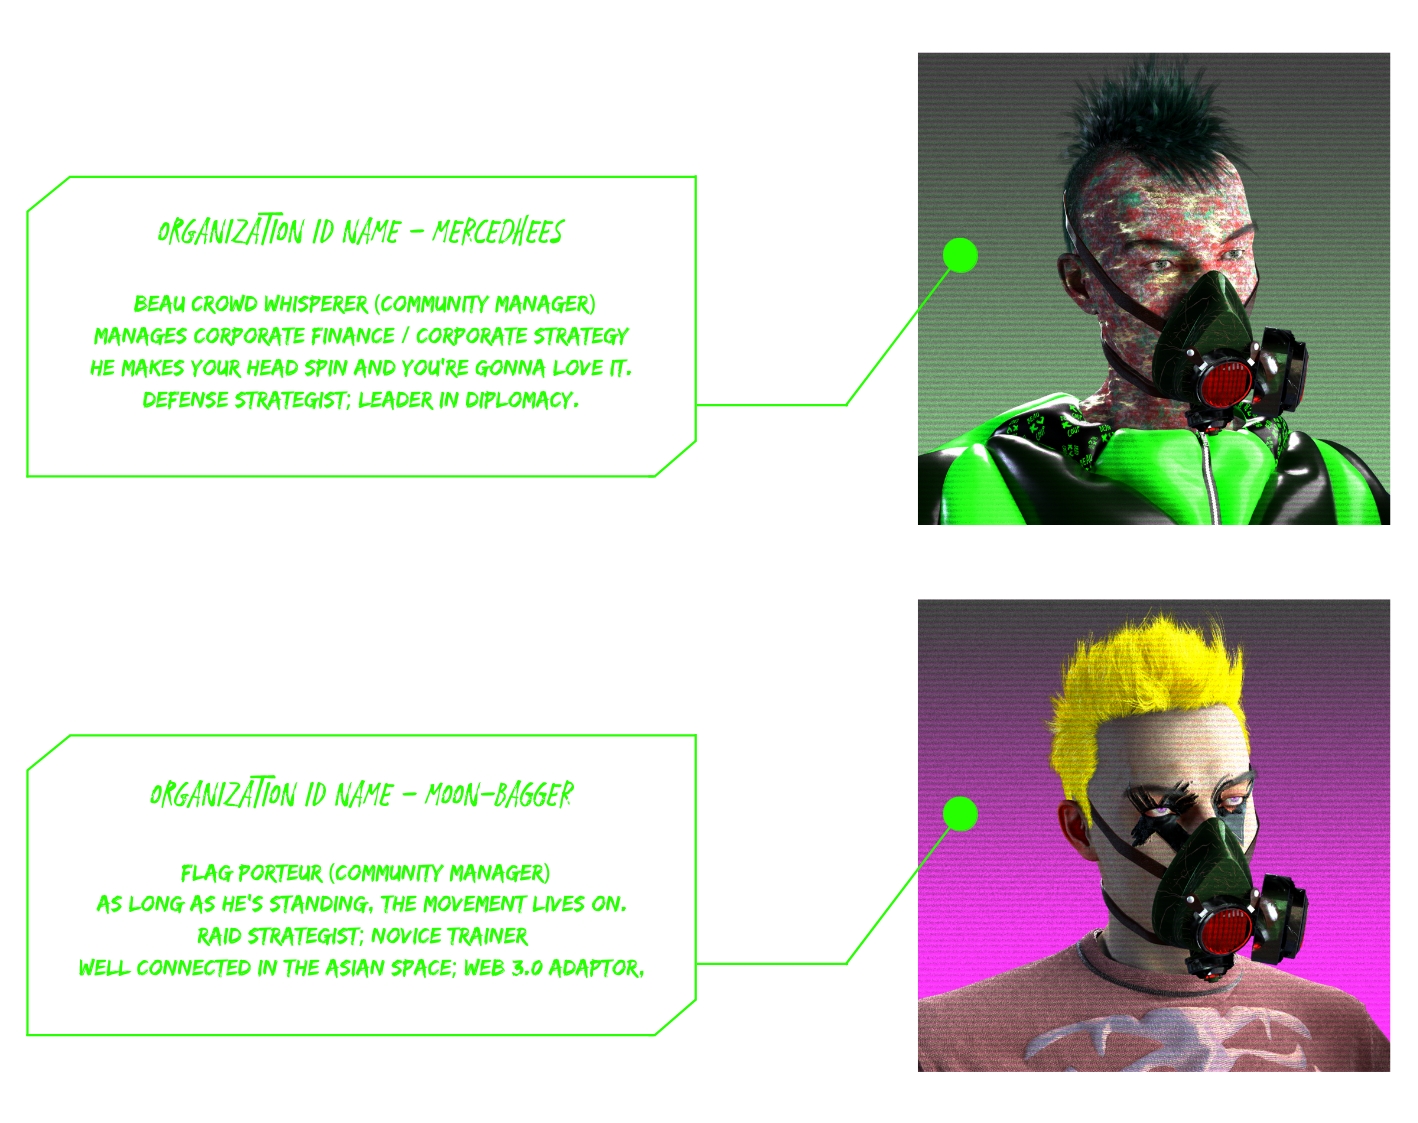 ORGANIZATION ID NAME – MERCEDHEES
BEAU CROWD WHISPERER (COMMUNITY MANAGER)
MANAGES CORPORATE FINANCE / CORPORATE STRATEGY
HE MAKES YOUR HEAD SPIN AND YOU'RE GONNA LOVE IT.
DEFENSE STRATEGIST; LEADER IN DIPLOMACY.
ORGANIZATION ID NAME – MOON-BAGGER
FLAG PORTEUR (COMMUNITY MANAGER)
AS LONG AS HE'S STANDING, THE MOVEMENT LIVES ON.
RAID STRATEGIST; NOVICE TRAINER
WELL CONNECTED IN THE ASIAN SPACE; WEB 3.0 ADAPTOR,